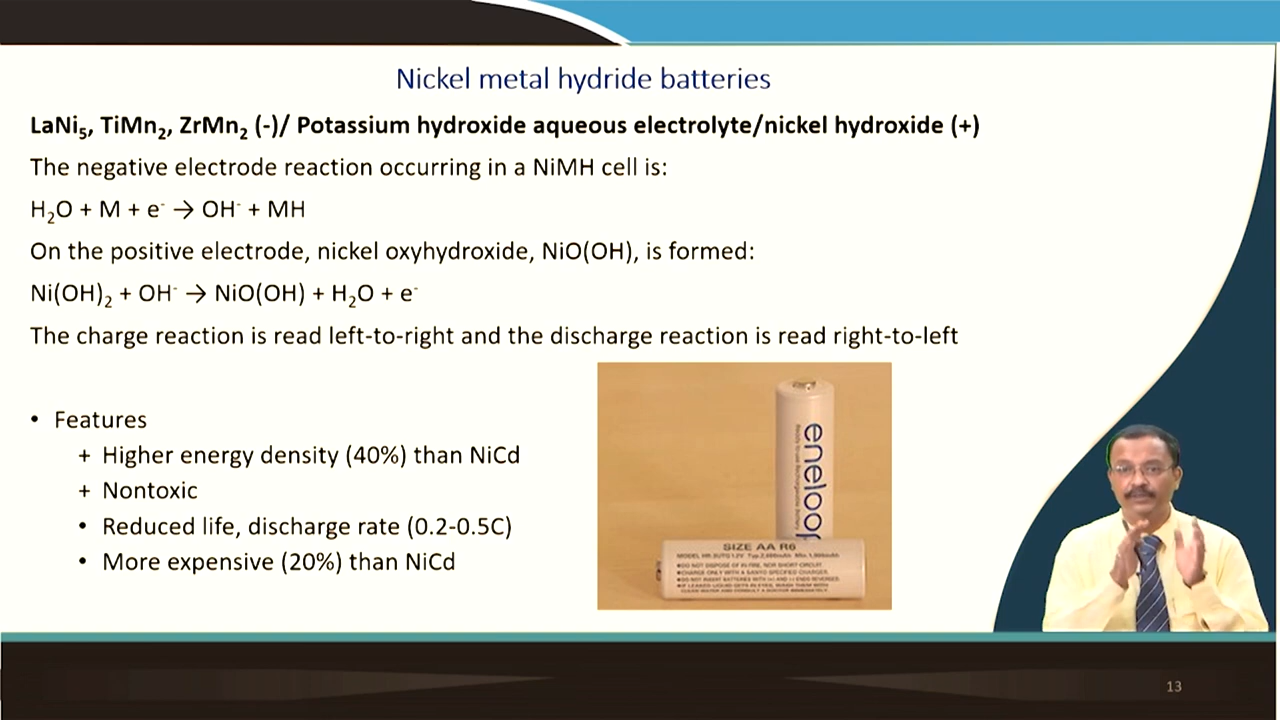 Nickel metal hydride batteries
LaNi₅, TiMn₂, ZrMn₂ (-)/ Potassium hydroxide aqueous electrolyte/nickel hydroxide (+)
The negative electrode reaction occurring in a NiMH cell is:
H₂O + M + e⁻ → OH⁻ + MH
On the positive electrode, nickel oxyhydroxide, NiO(OH), is formed:
Ni(OH)₂ + OH⁻ → NiO(OH) + H₂O + e⁻
The charge reaction is read left-to-right and the discharge reaction is read right-to-left
• Features
+ Higher energy density (40%) than NiCd
+ Nontoxic
• Reduced life, discharge rate (0.2-0.5C)
• More expensive (20%) than NiCd
eneloop
SIZE AA R6
13